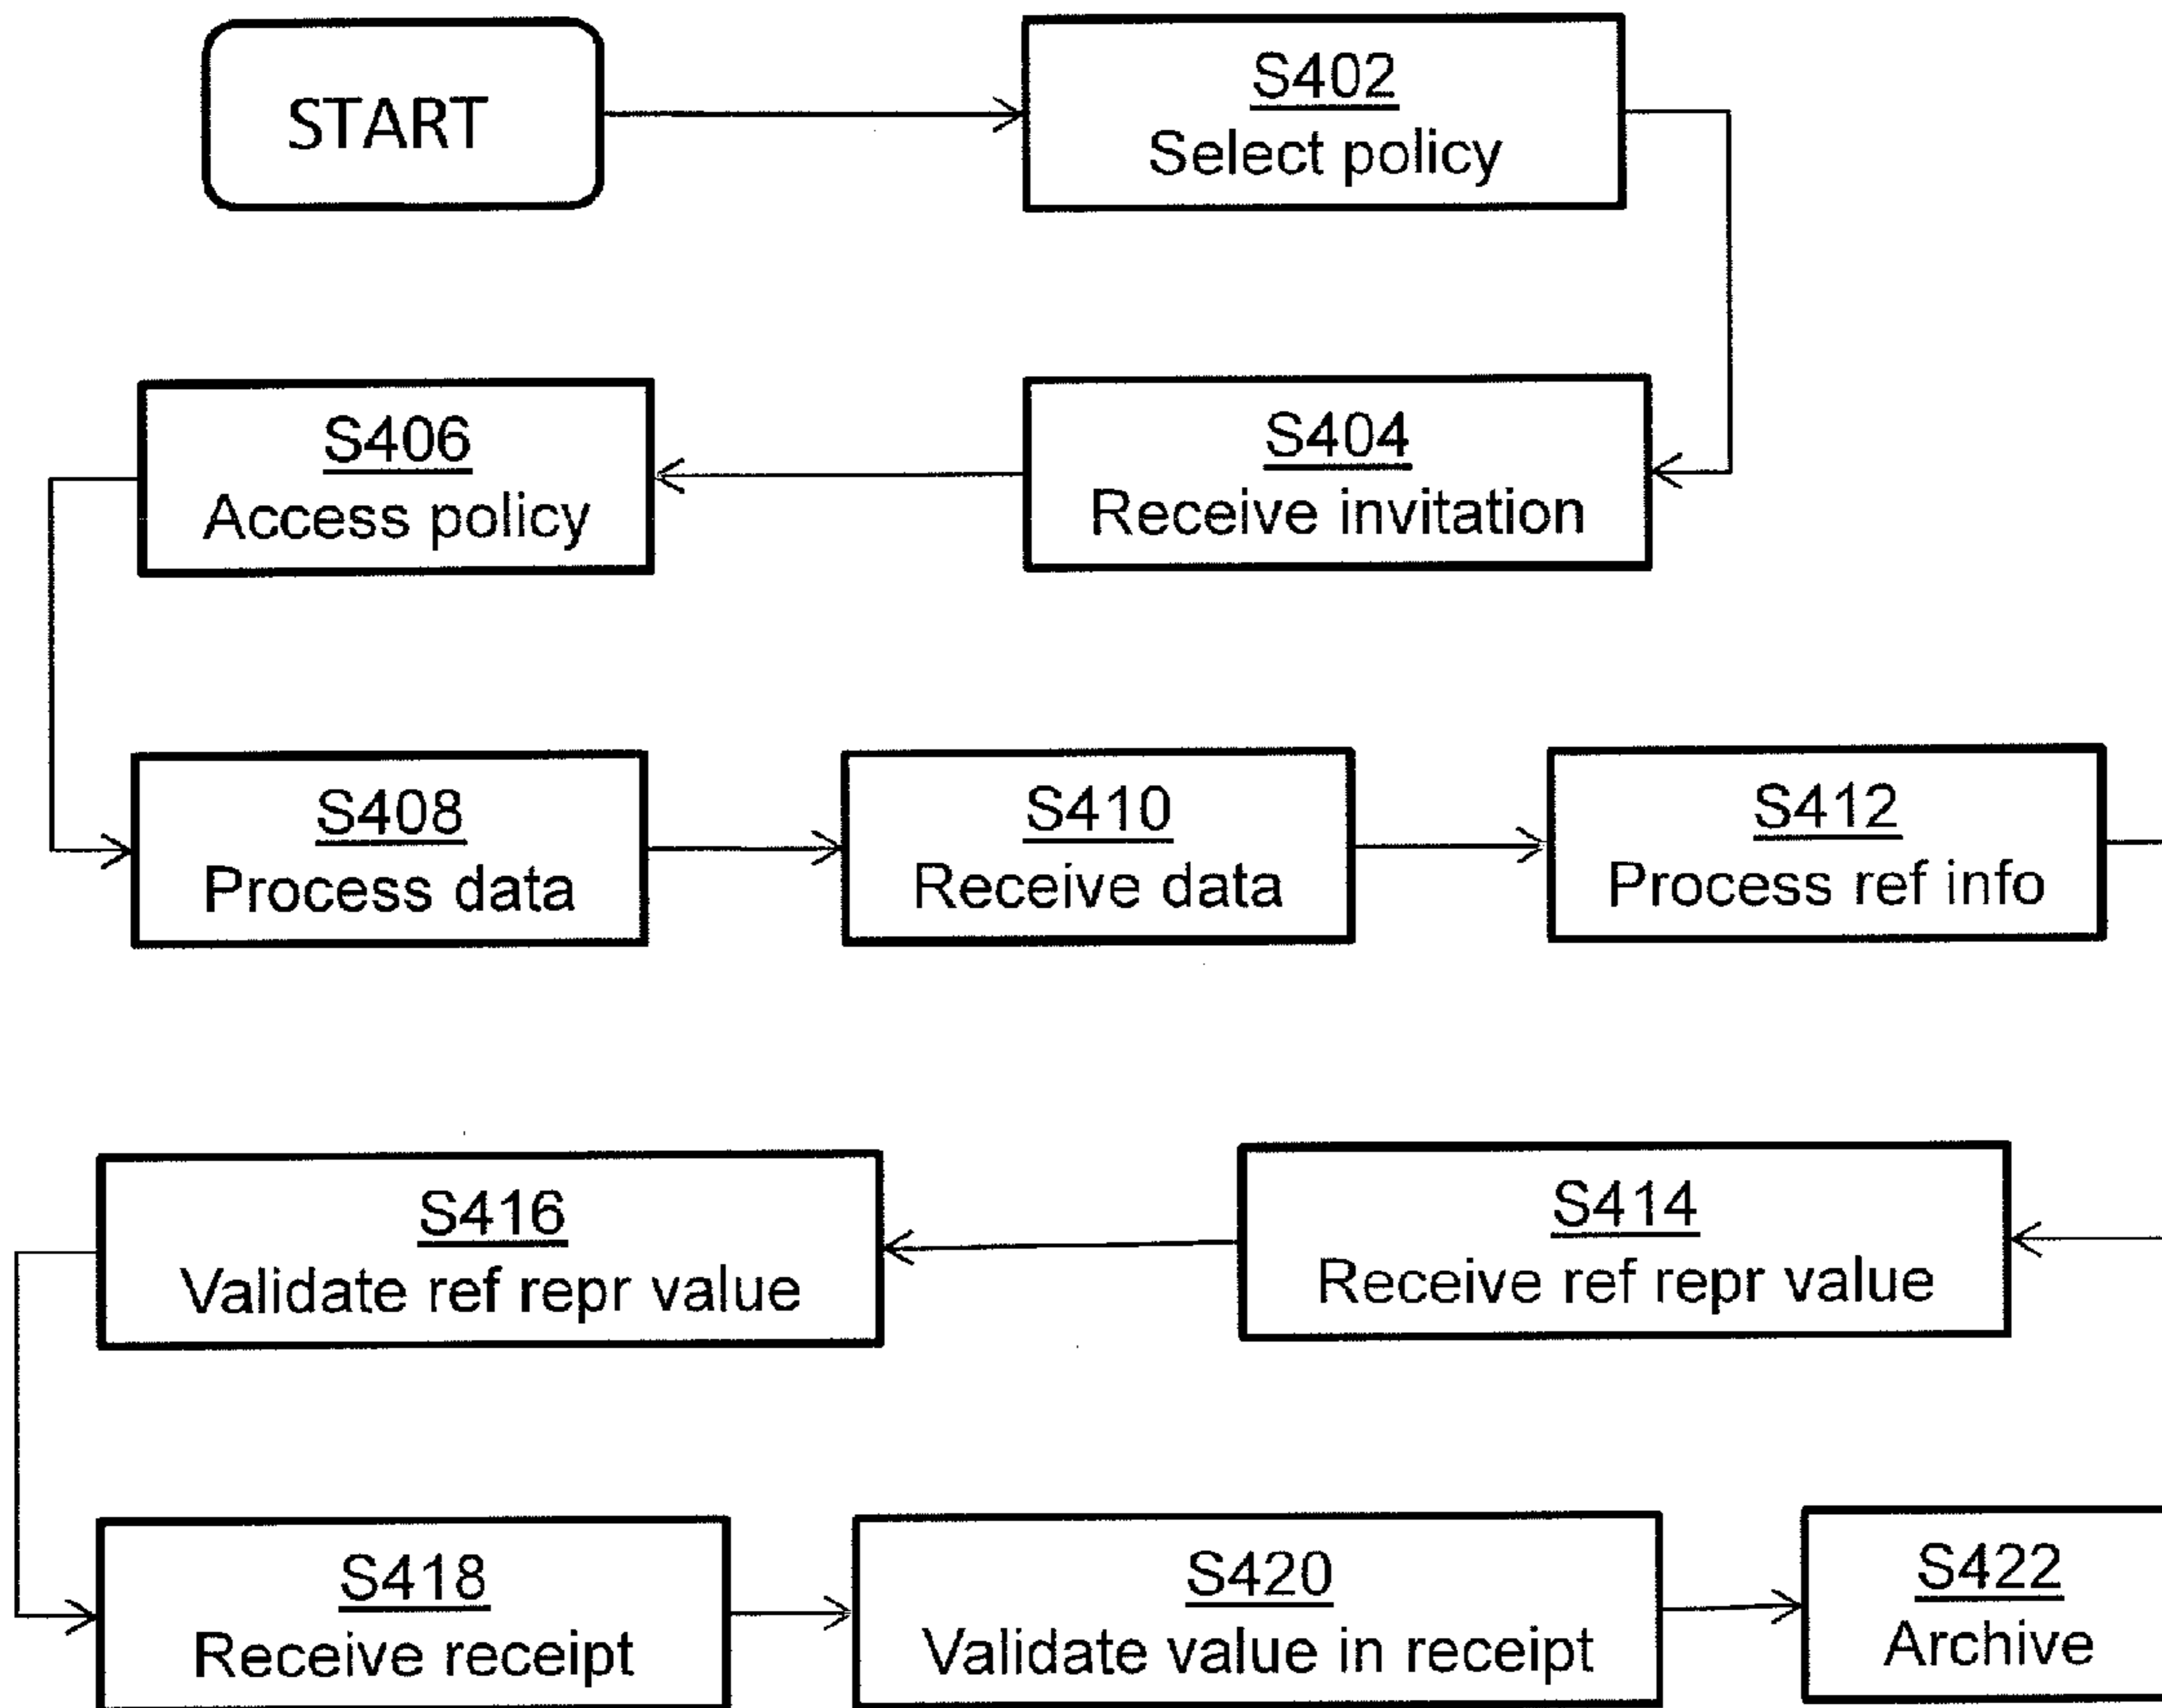 START
S402
Select policy
S404
Receive invitation
S406
Access policy
S408
Process data
S410
Receive data
S412
Process ref info
S414
Receive ref repr value
S416
Validate ref repr value
S418
Receive receipt
S420
Validate value in receipt
S422
Archive